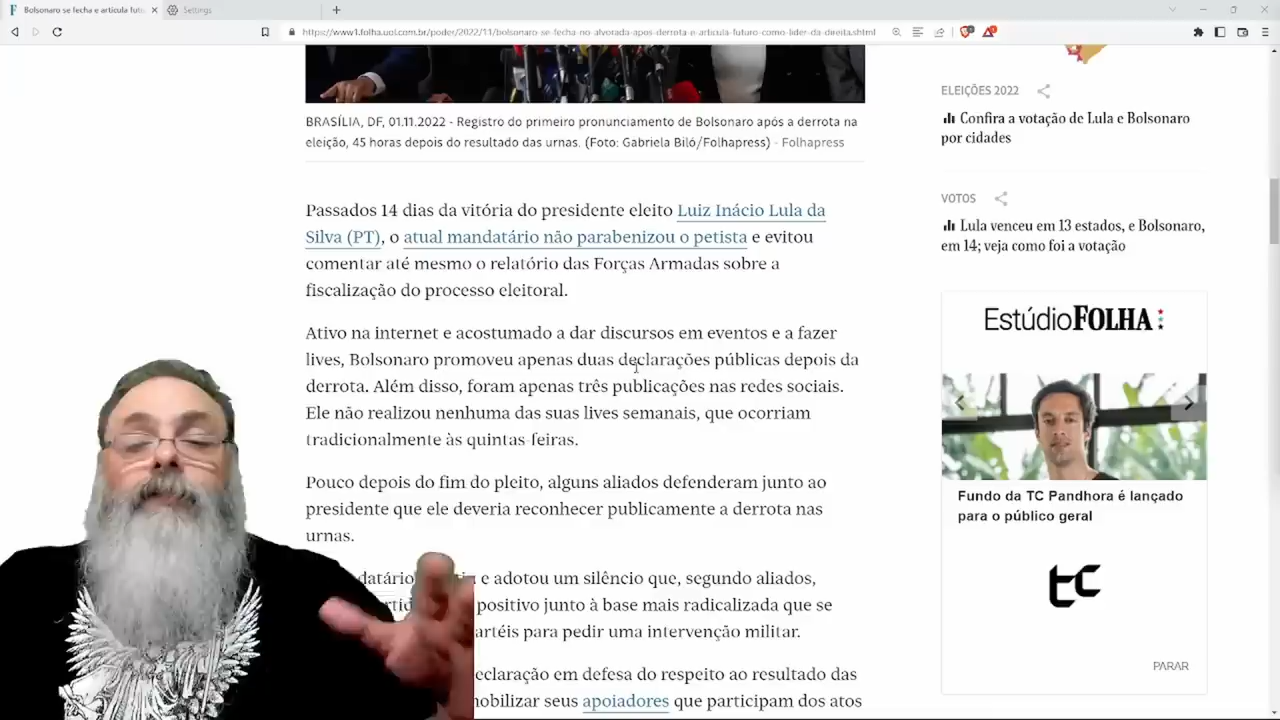 Bolsonaro se fecha e articula futu
Settings
https://www1.folha.uol.com.br/poder/2022/11/bolsonaro-se-fecha-no-alvorada-apos-derrota-e-articula-futuro-como-lider-da-direita.shtml
BRASÍLIA, DF, 01.11.2022 - Registro do primeiro pronunciamento de Bolsonaro após a derrota na
eleição, 45 horas depois do resultado das urnas. (Foto: Gabriela Biló/Folhapress) - Folhapress
Passados 14 dias da vitória do presidente eleito Luiz Inácio Lula da
Silva (PT), o atual mandatário não parabenizou o petista e evitou
comentar até mesmo o relatório das Forças Armadas sobre a
fiscalização do processo eleitoral.
Ativo na internet e acostumado a dar discursos em eventos e a fazer
lives, Bolsonaro promoveu apenas duas declarações públicas depois da
derrota. Além disso, foram apenas três publicações nas redes sociais.
Ele não realizou nenhuma das suas lives semanais, que ocorriam
tradicionalmente às quintas-feiras.
Pouco depois do fim do pleito, alguns aliados defenderam junto ao
presidente que ele deveria reconhecer publicamente a derrota nas
urnas.
datário e adotou um silêncio que, segundo aliados,
positivo junto à base mais radicalizada que se
artéis para pedir uma intervenção militar.
eclaração em defesa do respeito ao resultado das
mobilizar seus apoiadores que participam dos atos
ELEIÇÕES 2022
Confira a votação de Lula e Bolsonaro
por cidades
VOTOS
Lula venceu em 13 estados, e Bolsonaro,
em 14; veja como foi a votação
EstúdioFOLHA
Fundo da TC Pandhora é lançado
para o público geral
tc
PARAR